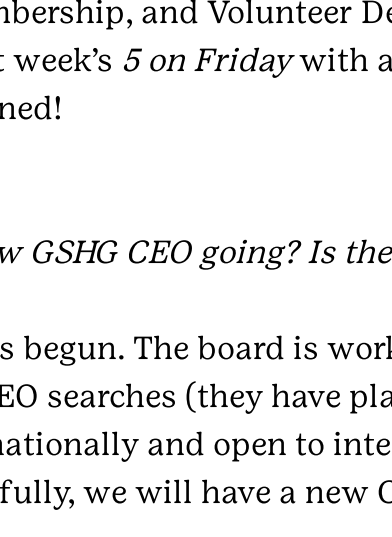 nbership, and Volunteer De
t week's 5 on Friday with a
ned!
w GSHG CEO going? Is the
s begun. The board is work
EO searches (they have pla
nationally and open to inte
fully, we will have a new C